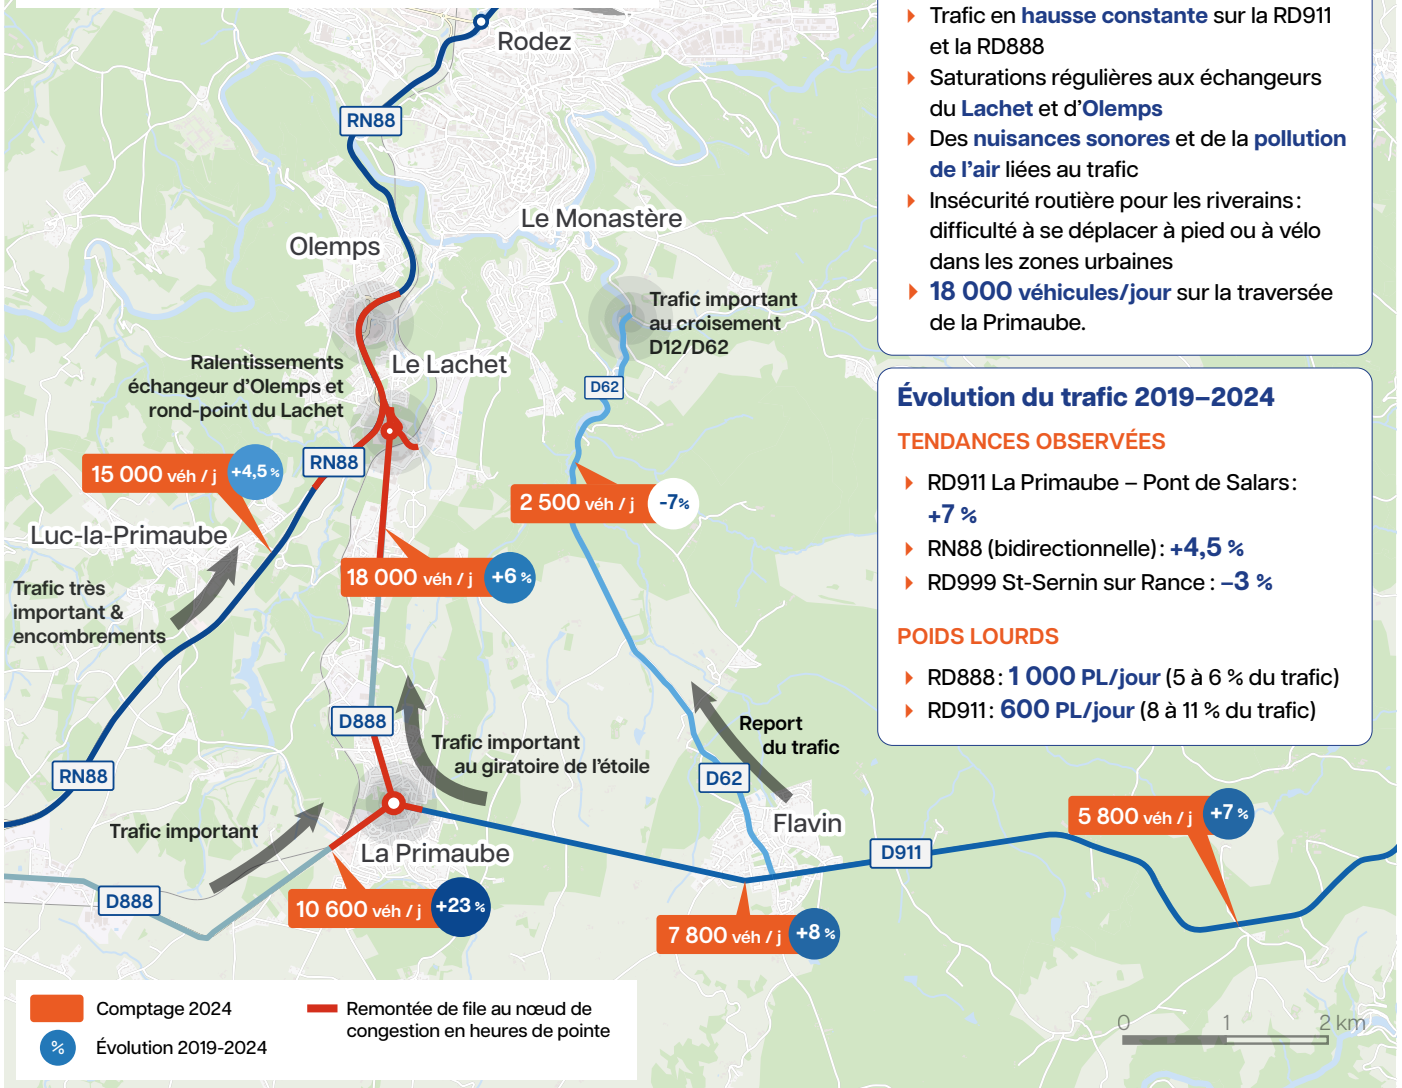 Rodez
RN88
Le Monastère
Olemps
Trafic important
au croisement
D12/D62
Ralentissements
échangeur d'Olemps et
rond-point du Lachet
Le Lachet
D62
RN88
15 000 véh / j
+4,5 %
2 500 véh / j
-7%
Luc-la-Primaube
18 000 véh / j
+6 %
Trafic très
important &
encombrements
D888
Report
du trafic
Trafic important
au giratoire de l'étoile
RN88
D62
Trafic important
Flavin
La Primaube
D911
5 800 véh / j
+7 %
D888
10 600 véh / j
+23 %
7 800 véh / j
+8 %
Trafic en hausse constante sur la RD911
et la RD888
Saturations régulières aux échangeurs
du Lachet et d'Olemps
Des nuisances sonores et de la pollution
de l'air liées au trafic
Insécurité routière pour les riverains :
difficulté à se déplacer à pied ou à vélo
dans les zones urbaines
18 000 véhicules/jour sur la traversée
de la Primaube.
Évolution du trafic 2019–2024
TENDANCES OBSERVÉES
RD911 La Primaube – Pont de Salars :
+7 %
RN88 (bidirectionnelle) : +4,5 %
RD999 St-Sernin sur Rance : –3 %
POIDS LOURDS
RD888 : 1 000 PL/jour (5 à 6 % du trafic)
RD911 : 600 PL/jour (8 à 11 % du trafic)
Comptage 2024
% Évolution 2019-2024
Remontée de file au nœud de
congestion en heures de pointe
0 1 2 km